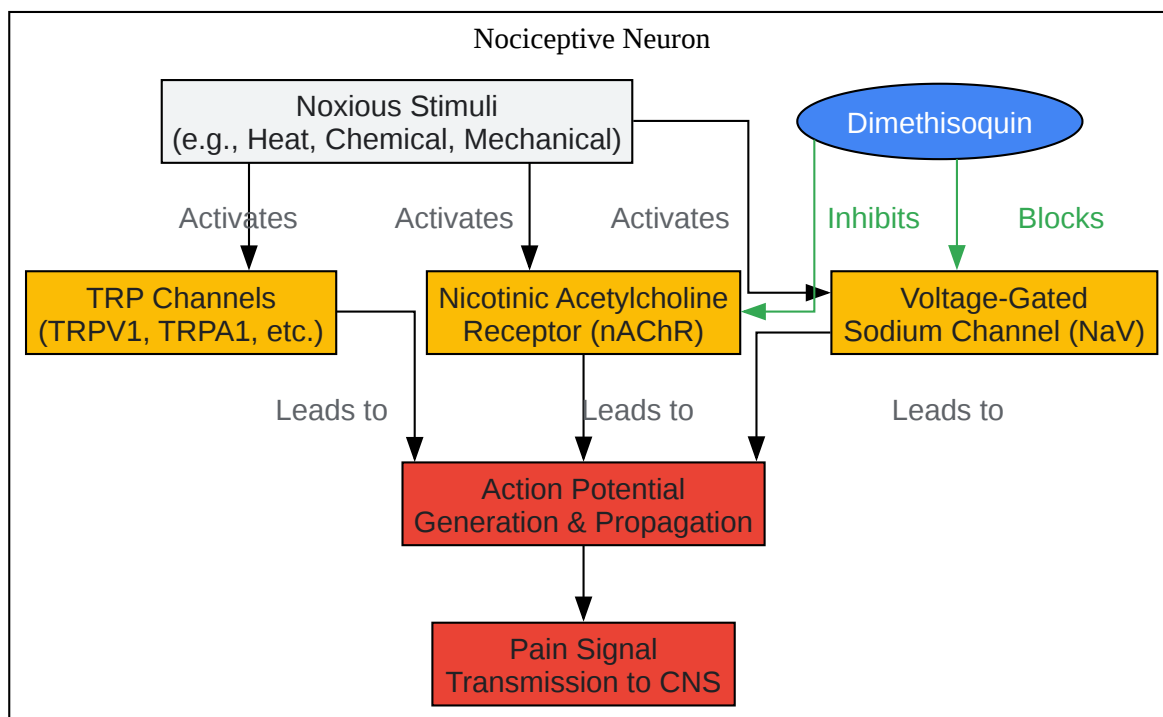 Nociceptive Neuron
Noxious Stimuli
(e.g., Heat, Chemical, Mechanical)
Dimethisoquin
Activates
Activates
Activates
Inhibits
Blocks
TRP Channels
(TRPV1, TRPA1, etc.)
Nicotinic Acetylcholine
Receptor (nAChR)
Voltage-Gated
Sodium Channel (NaV)
Leads to
Leads to
Leads to
Action Potential
Generation & Propagation
Pain Signal
Transmission to CNS